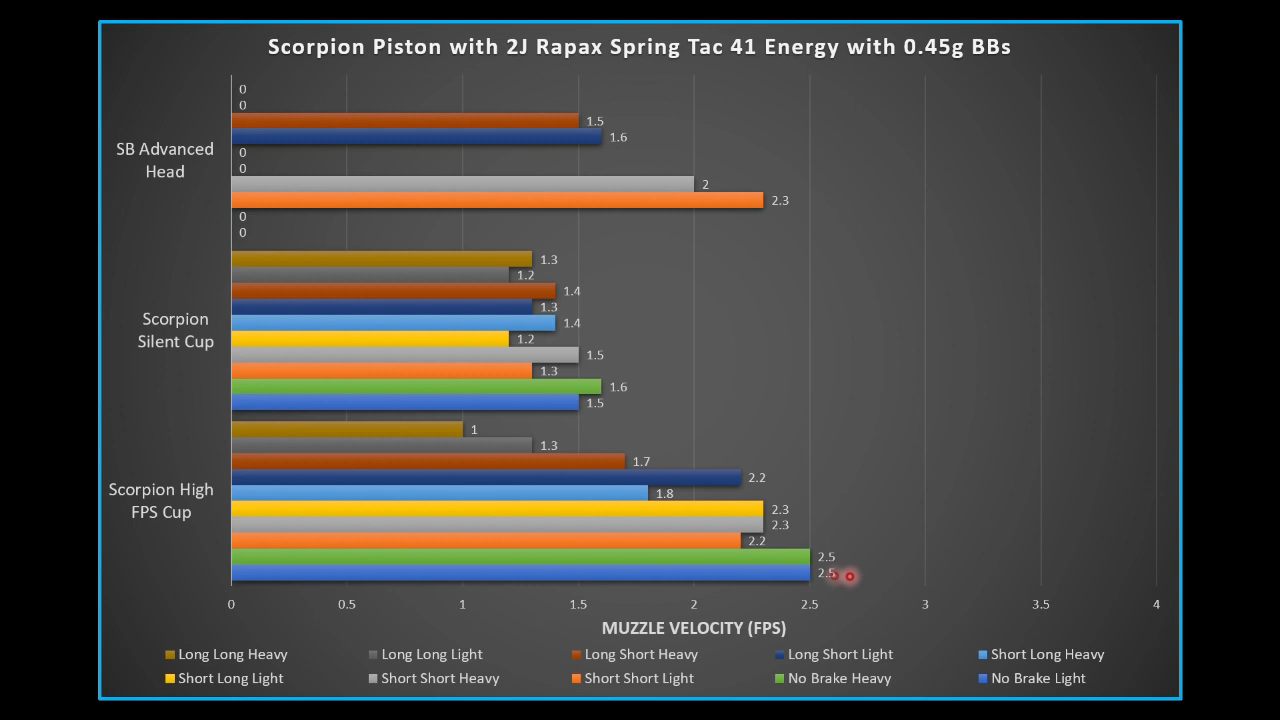 Scorpion Piston with 2J Rapax Spring Tac 41 Energy with 0.45g BBs
0
0
1.5
1.6
0
0
2
2.3
0
0
SB Advanced
Head
1.3
1.2
1.4
1.3
1.4
1.2
1.5
1.3
1.6
1.5
Scorpion
Silent Cup
1
1.3
1.7
2.2
1.8
2.3
2.3
2.2
2.5
2.5
Scorpion High
FPS Cup
0 0.5 1 1.5 2 2.5 3 3.5 4
MUZZLE VELOCITY (FPS)
Long Long Heavy Long Long Light Long Short Heavy Long Short Light Short Long Heavy
Short Long Light Short Short Heavy Short Short Light No Brake Heavy No Brake Light